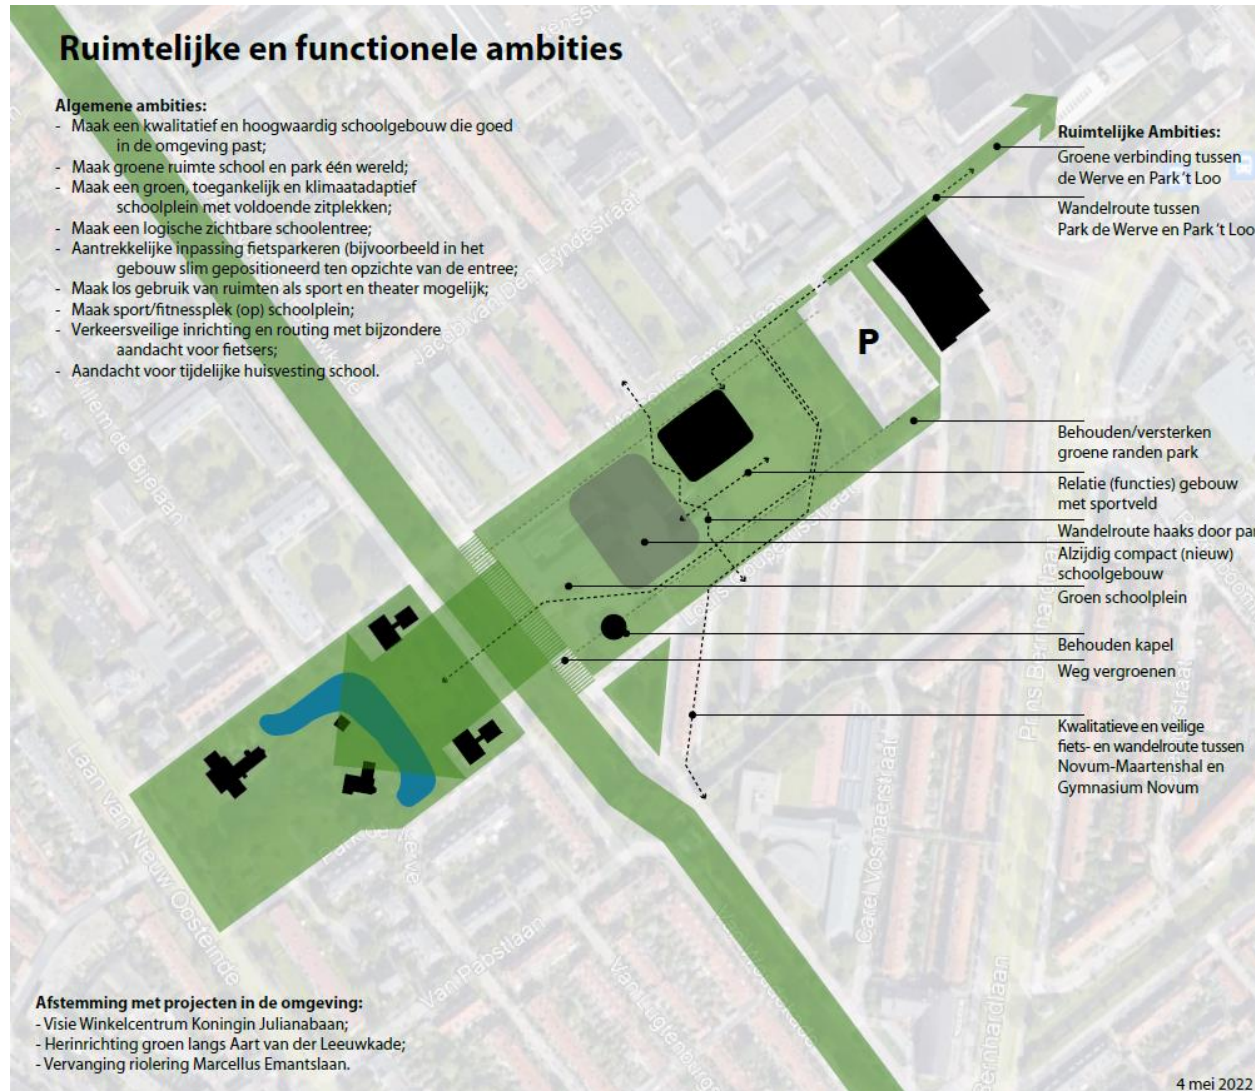 Ruimtelijke en functionele ambities
Algemene ambities:
- Maak een kwalitatief en hoogwaardig schoolgebouw die goed
in de omgeving past;
- Maak groene ruimte school en park één wereld;
- Maak een groen, toegankelijk en klimaatadaptief
schoolplein met voldoende zitplekken;
- Maak een logische zichtbare schoolentree;
- Aantrekkelijke inpassing fietsparkeren (bijvoorbeeld in het
gebouw slim gepositioneerd ten opzichte van de entree;
- Maak los gebruik van ruimten als sport en theater mogelijk;
- Maak sport/fitnessplek (op) schoolplein;
- Verkeersveilige inrichting en routing met bijzondere
aandacht voor fietsers;
- Aandacht voor tijdelijke huisvesting school.
Ruimtelijke Ambities:
Groene verbinding tussen
de Werve en Park 't Loo
Wandelroute tussen
Park de Werve en Park 't Loo
P
Behouden/versterken
groene randen park
Relatie (functies) gebouw
met sportveld
Wandelroute haaks door par
Alzijdig compact (nieuw)
schoolgebouw
Groen schoolplein
Behouden kapel
Weg vergroenen
Kwalitatieve en veilige
fiets- en wandelroute tussen
Novum-Maartenshal en
Gymnasium Novum
Jacob van Den Eyndestraat
Willem de Bijelaan
Laan Van Nieuw Oosteinde
Van Pabstlaan
Carel Vosmaerstraat
Prins Bernhardlaan
Afstemming met projecten in de omgeving:
- Visie Winkelcentrum Koningin Julianabaan;
- Herinrichting groen langs Aart van der Leeuwkade;
- Vervanging riolering Marcellus Emantslaan.
4 mei 2022